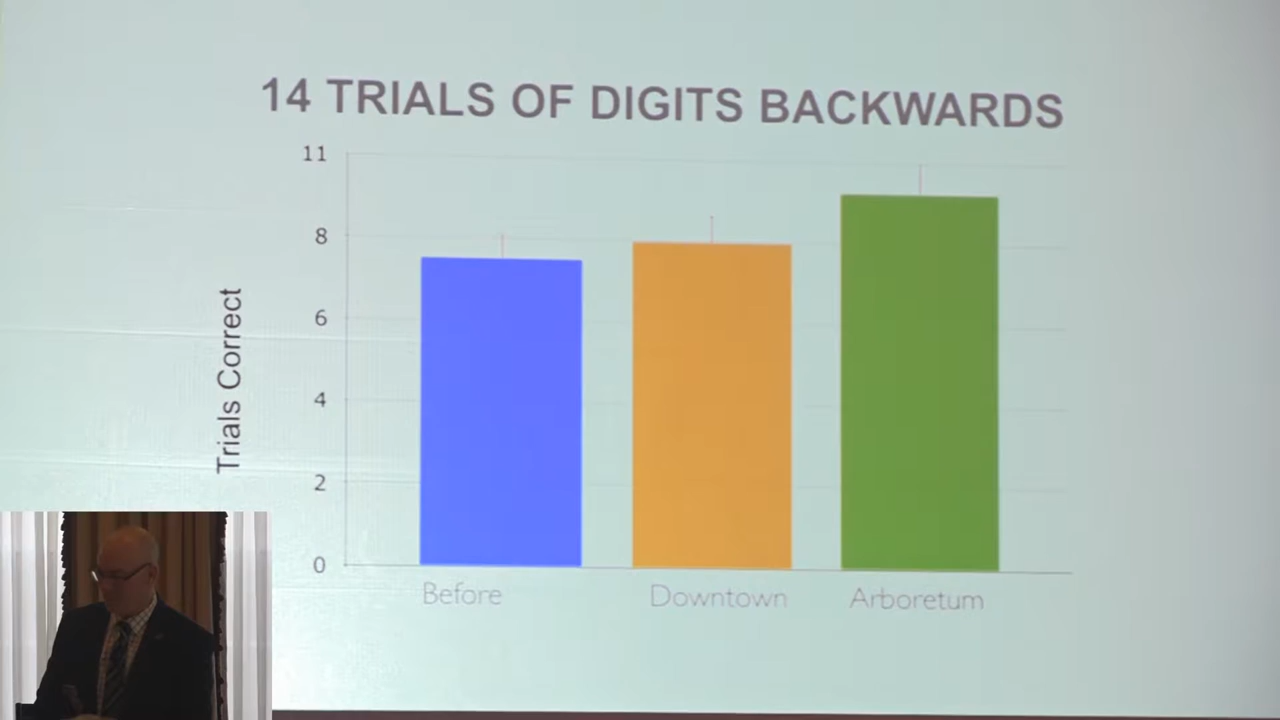 14 TRIALS OF DIGITS BACKWARDS
11
8
6
4
2
0
Trials Correct
Before
Downtown
Arboretum